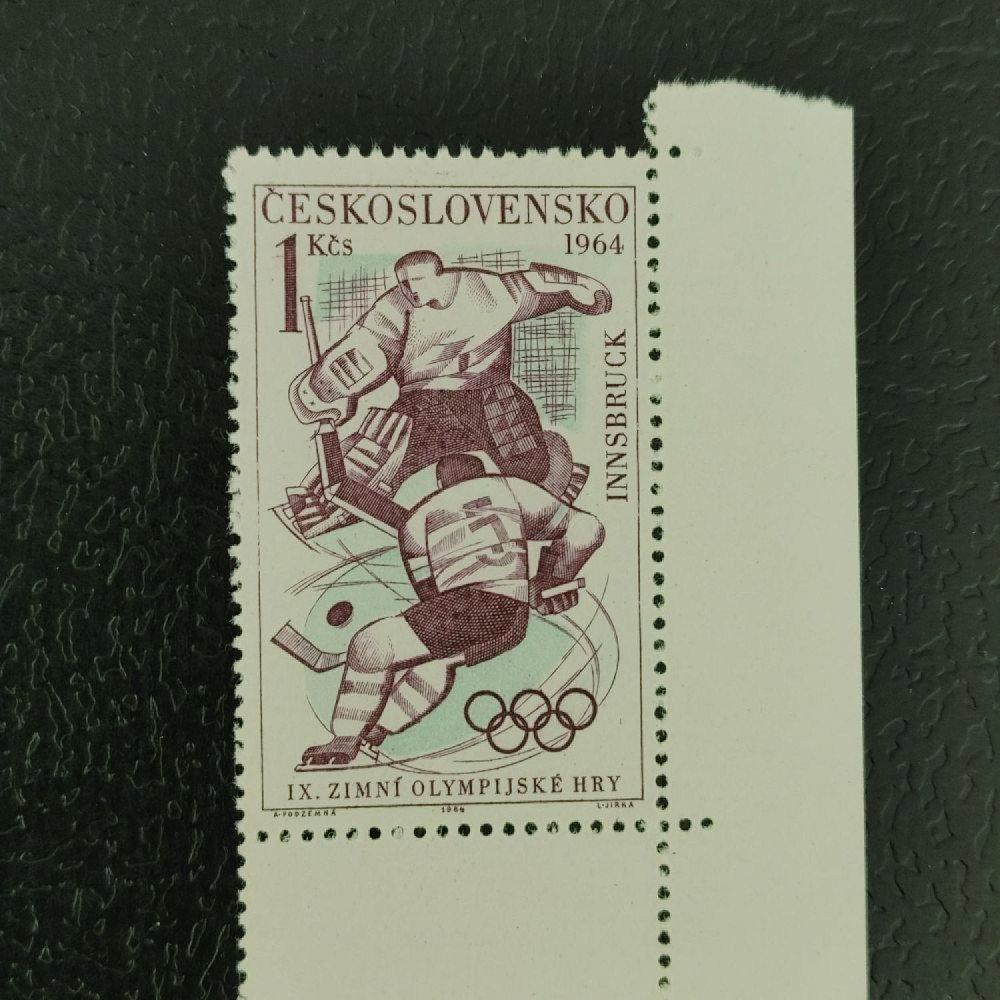 ČESKOSLOVENSKO
1 Kčs 1964
INNSBRUCK
IX. ZIMNÍ OLYMPIJSKÉ HRY
A·PODZEMNÁ 1964 L·JIRKA